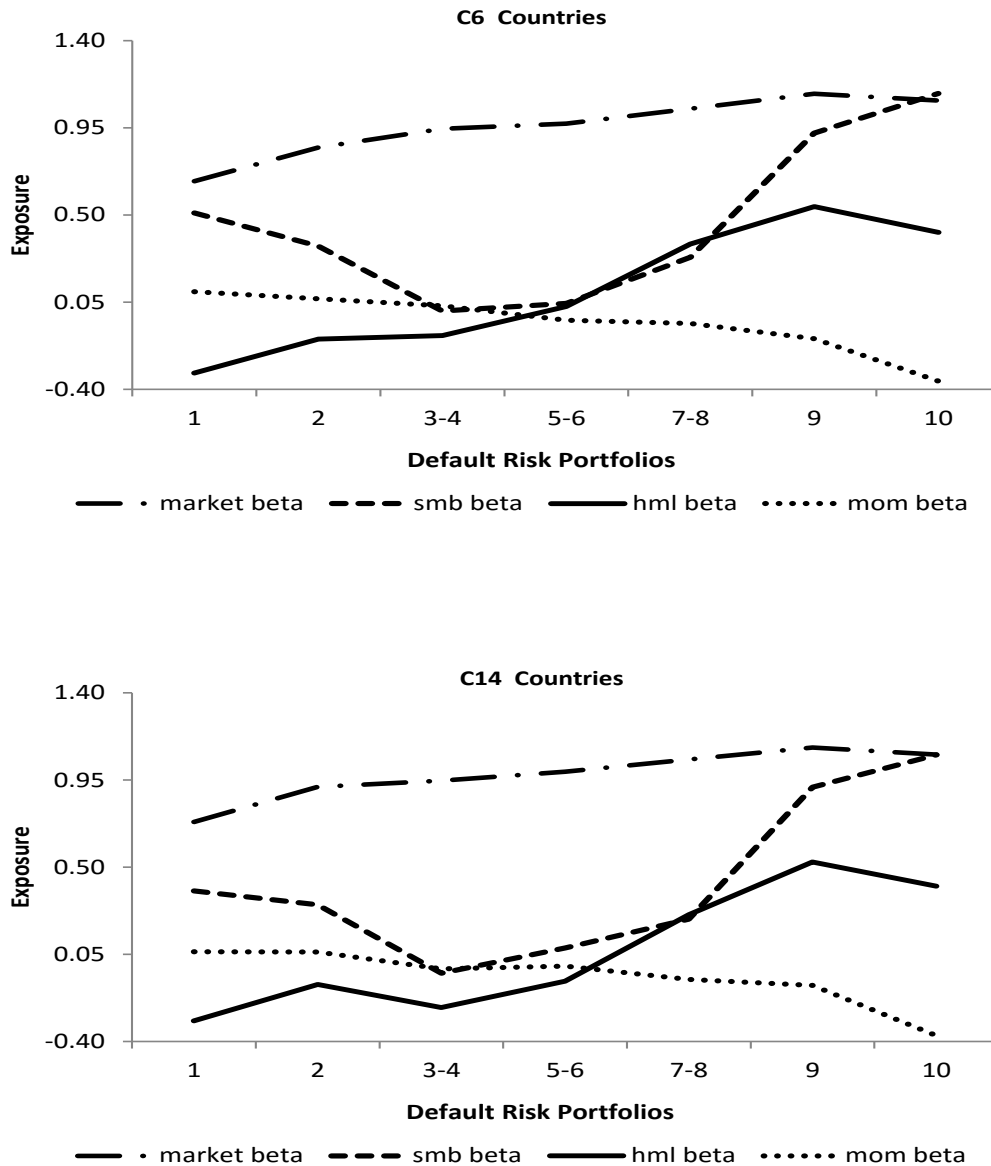 C6 Countries
1.40
0.95
0.50
0.05
-0.40
Exposure
1 2 3-4 5-6 7-8 9 10
Default Risk Portfolios
market beta smb beta hml beta mom beta
C14 Countries
1.40
0.95
0.50
0.05
-0.40
Exposure
1 2 3-4 5-6 7-8 9 10
Default Risk Portfolios
market beta smb beta hml beta mom beta